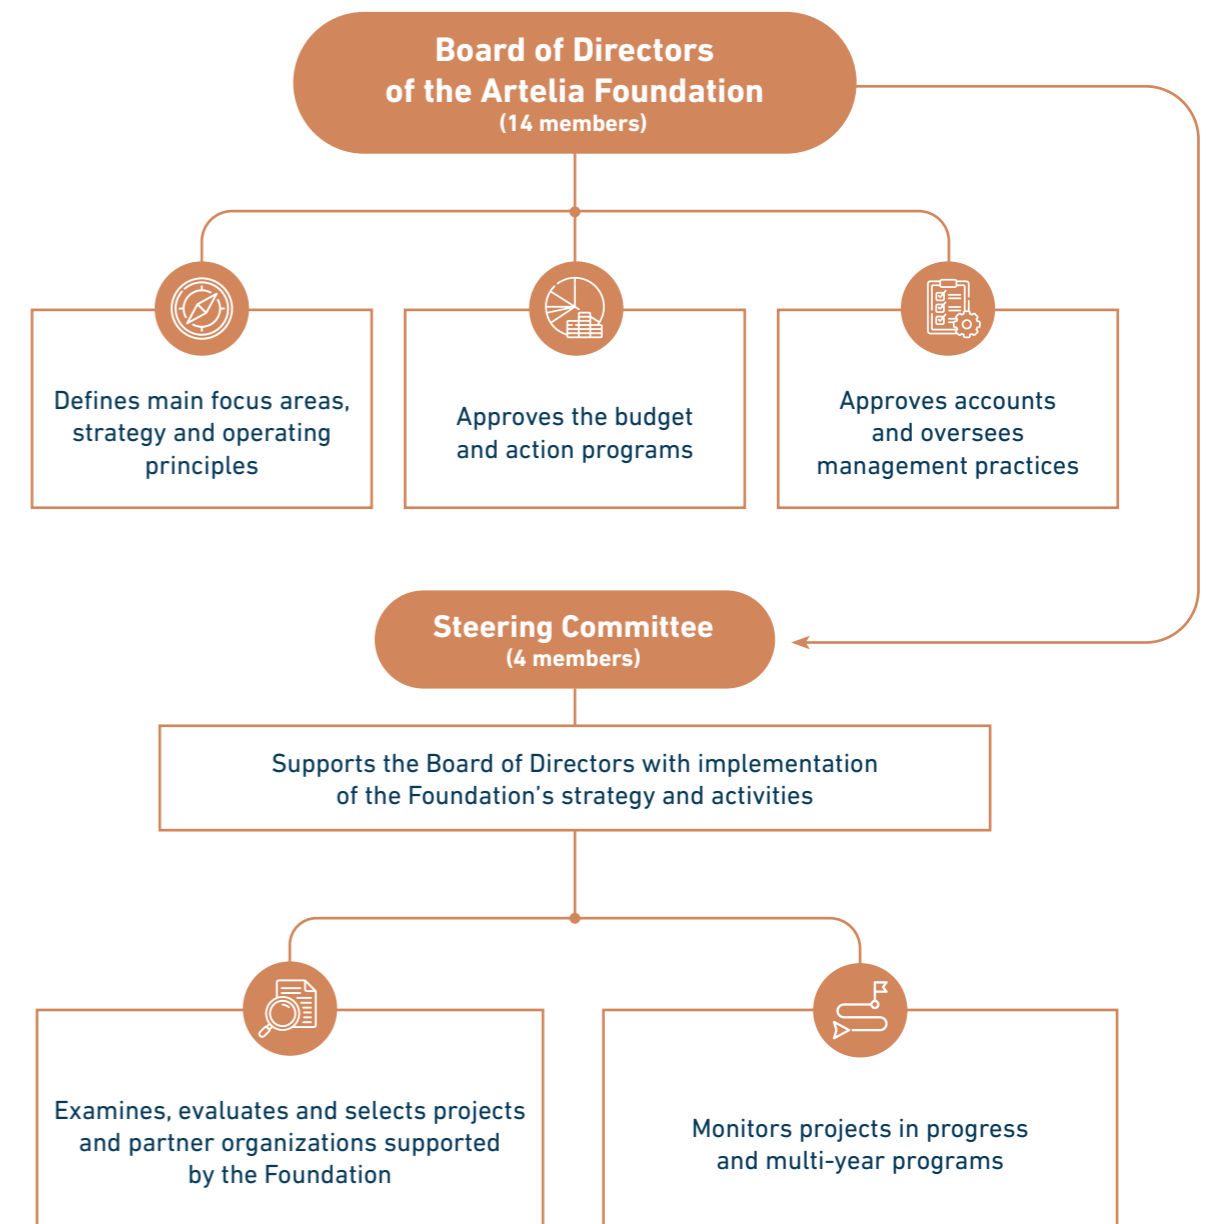 Board of Directors
of the Artelia Foundation
(14 members)
Defines main focus areas,
strategy and operating
principles
Approves the budget
and action programs
Approves accounts
and oversees
management practices
Steering Committee
(4 members)
Supports the Board of Directors with implementation
of the Foundation’s strategy and activities
Examines, evaluates and selects projects
and partner organizations supported
by the Foundation
Monitors projects in progress
and multi-year programs